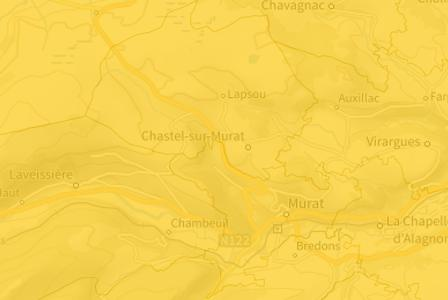 Chavagnac
Lapsou
Auxillac
Chastel-sur-Murat
Virargues
Laveissière
Murat
Chambeuil
La Chapelle
d'Alagnon
N122
Bredons